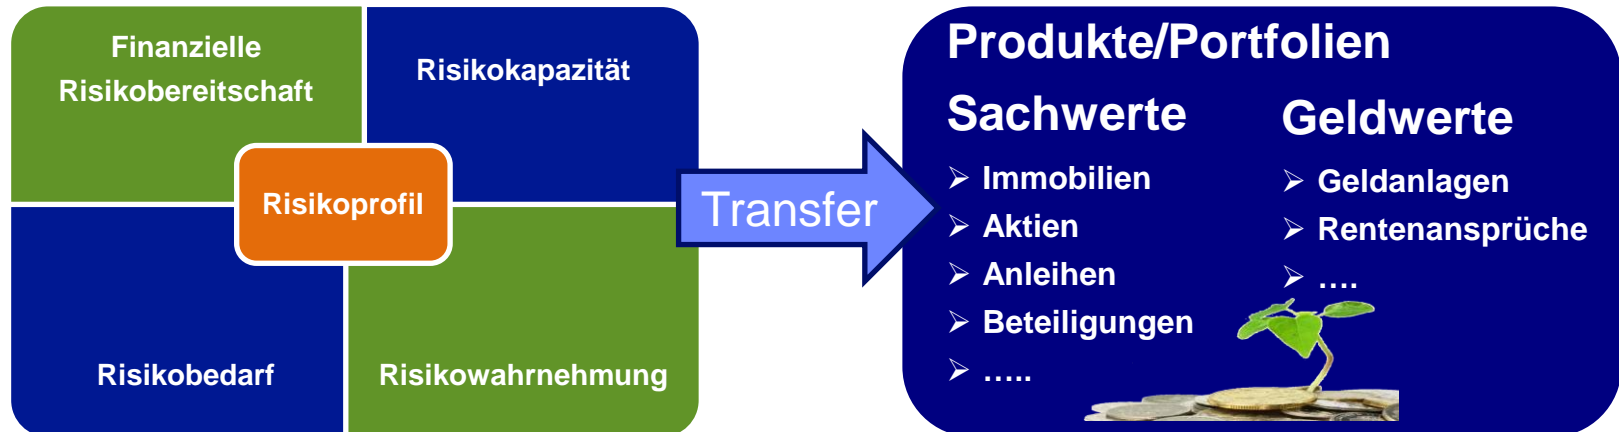 Finanzielle
Risikobereitschaft
Risikokapazität
Risikoprofil
Risikobedarf
Risikowahrnehmung
Transfer
Produkte/Portfolien
Sachwerte
Immobilien
Aktien
Anleihen
Beteiligungen
…..
Geldwerte
Geldanlagen
Rentenansprüche
….